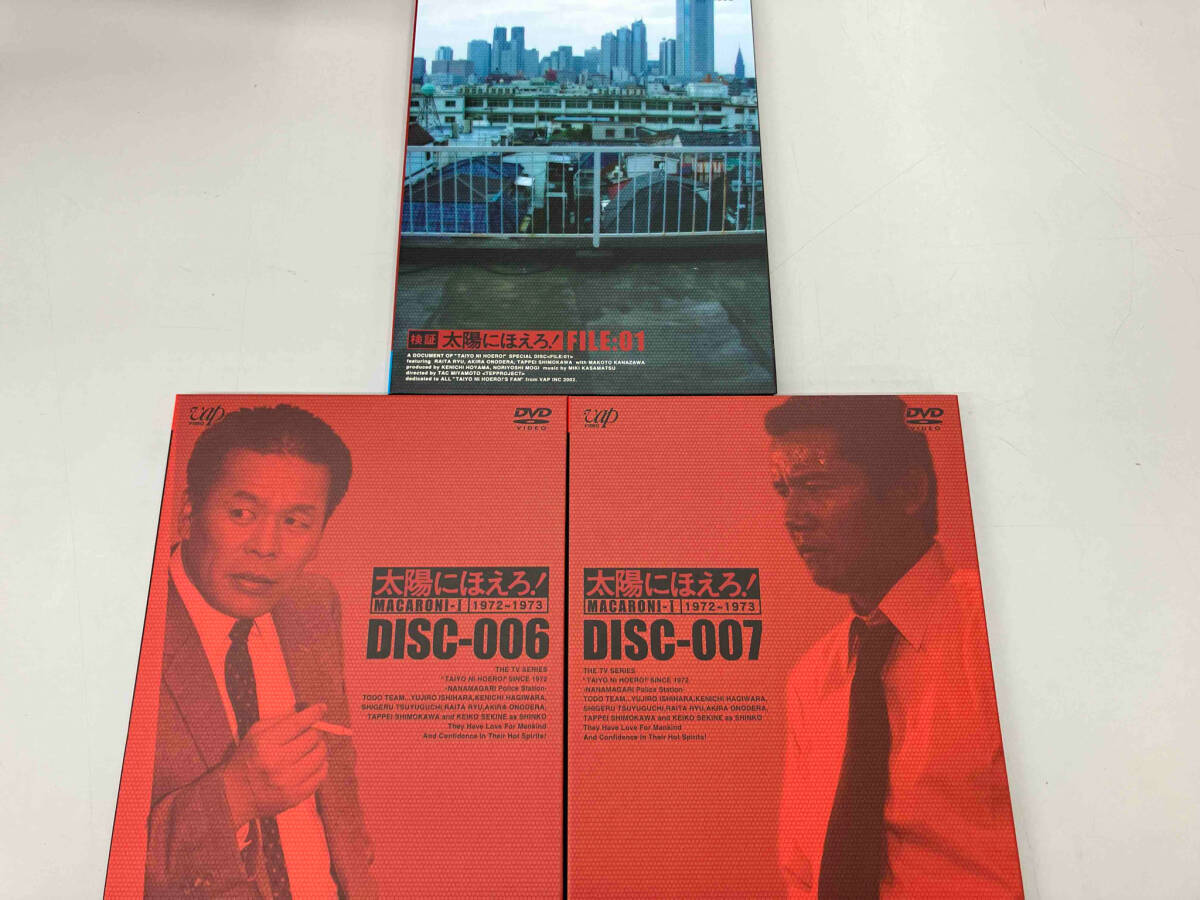 検証 太陽にほえろ! FILE:01
A DOCUMENT OF "TAIYO NI HOERO!" SPECIAL DISC<FILE:01>
featuring RAITA RYU, AKIRA ONODERA, TAPPEI SHIMOKAWA with MAKOTO KANAZAWA
produced by KENICHI HOYAMA, NORIYOSHI MOGI music by MIKI KASAMATSU
directed by TAC MIYAMOTO <TEPPROJECT>
dedicated to ALL "TAIYO NI HOERO!'S FAN" from VAP INC 2002.
vap
VIDEO
DVD
VIDEO
太陽にほえろ!
MACARONI-I 1972~1973
DISC-006
THE TV SERIES
"TAIYO NI HOERO!" SINCE 1972
-NANAMAGARI Police Station-
TODO TEAM...YUJIRO ISHIHARA,KENICHI HAGIWARA,
SHIGERU TSUYUGUCHI,RAITA RYU,AKIRA ONODERA,
TAPPEI SHIMOKAWA and KEIKO SEKINE as SHINKO
They Have Love For Mankind
And Confidence In Their Hot Spirits!
vap
VIDEO
DVD
VIDEO
太陽にほえろ!
MACARONI-I 1972~1973
DISC-007
THE TV SERIES
"TAIYO NI HOERO!" SINCE 1972
-NANAMAGARI Police Station-
TODO TEAM...YUJIRO ISHIHARA,KENICHI HAGIWARA,
SHIGERU TSUYUGUCHI,RAITA RYU,AKIRA ONODERA,
TAPPEI SHIMOKAWA and KEIKO SEKINE as SHINKO
They Have Love For Mankind
And Confidence In Their Hot Spirits!